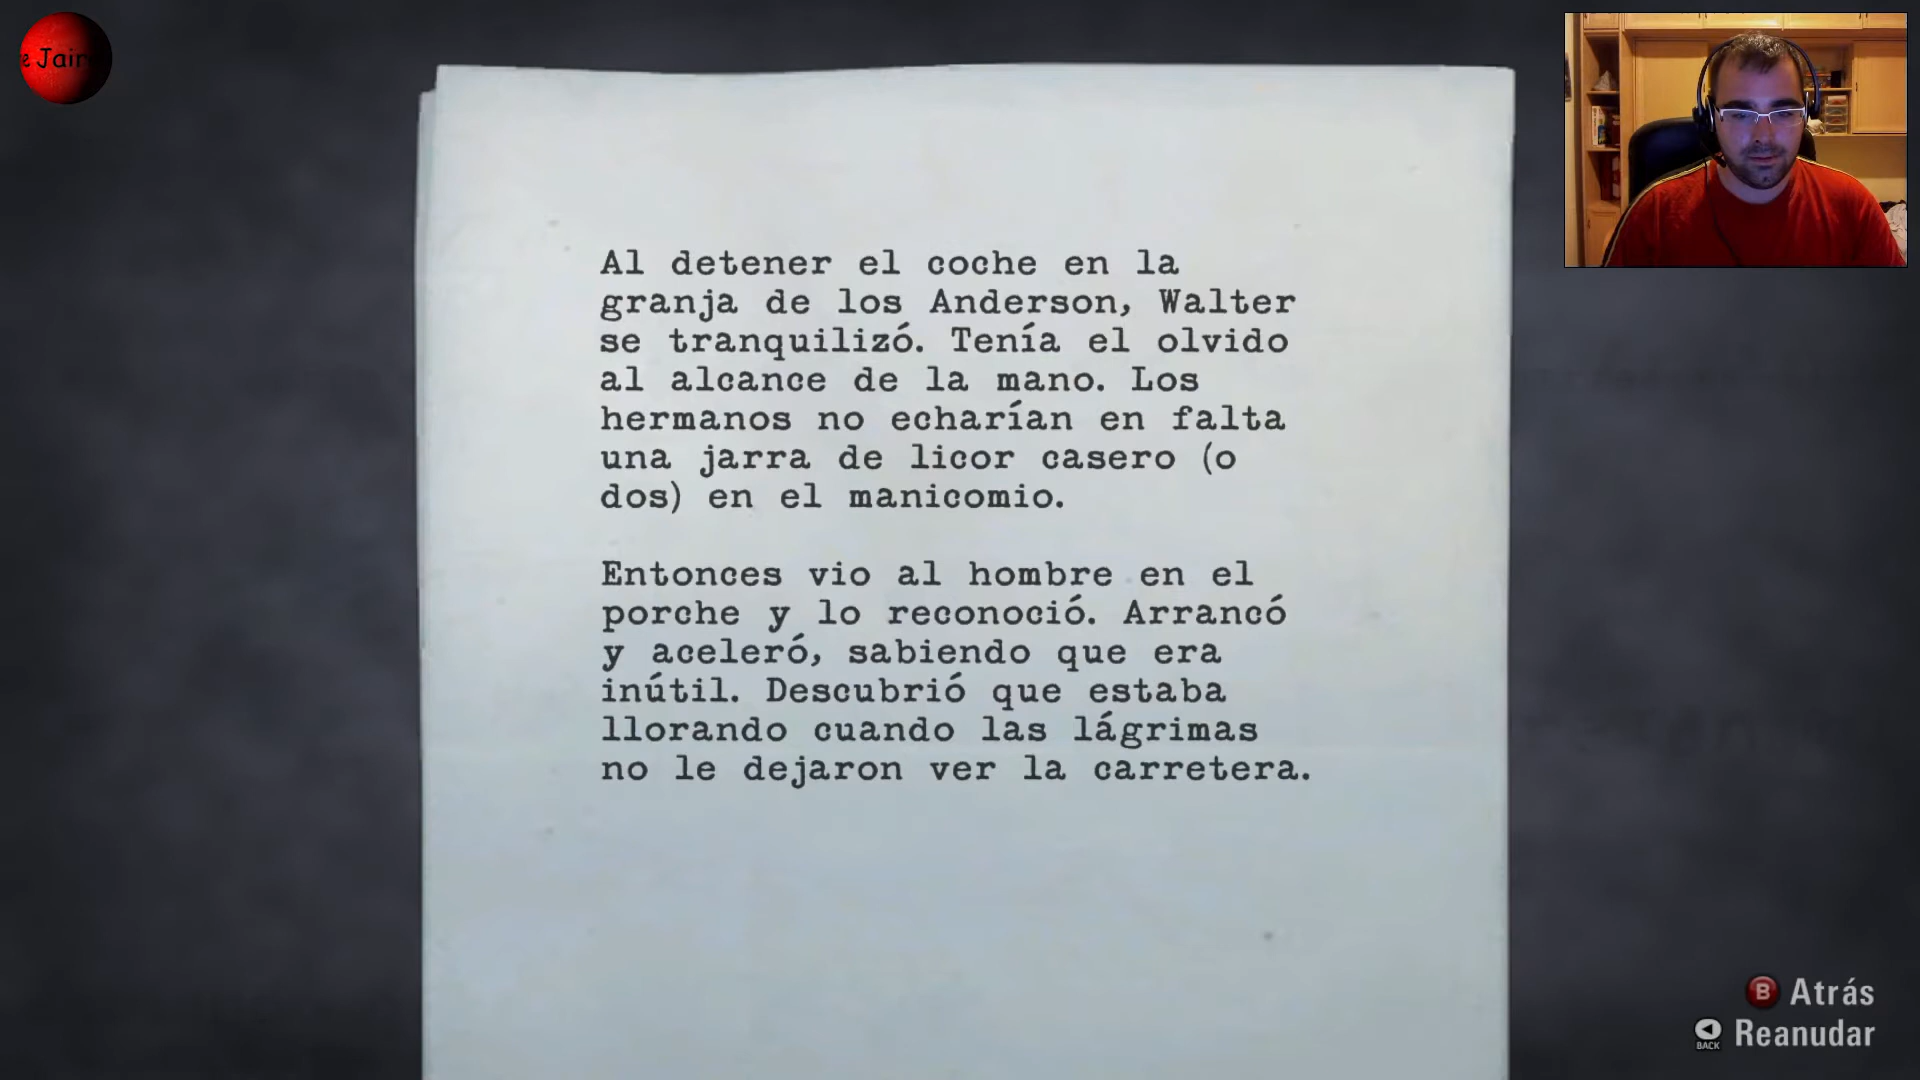 e Jair
Al detener el coche en la
granja de los Anderson, Walter
se tranquilizó. Tenía el olvido
al alcance de la mano. Los
hermanos no echarían en falta
una jarra de licor casero (o
dos) en el manicomio.
Entonces vio al hombre en el
porche y lo reconoció. Arrancó
y aceleró, sabiendo que era
inútil. Descubrió que estaba
llorando cuando las lágrimas
no le dejaron ver la carretera.
B Atrás
BACK Reanudar